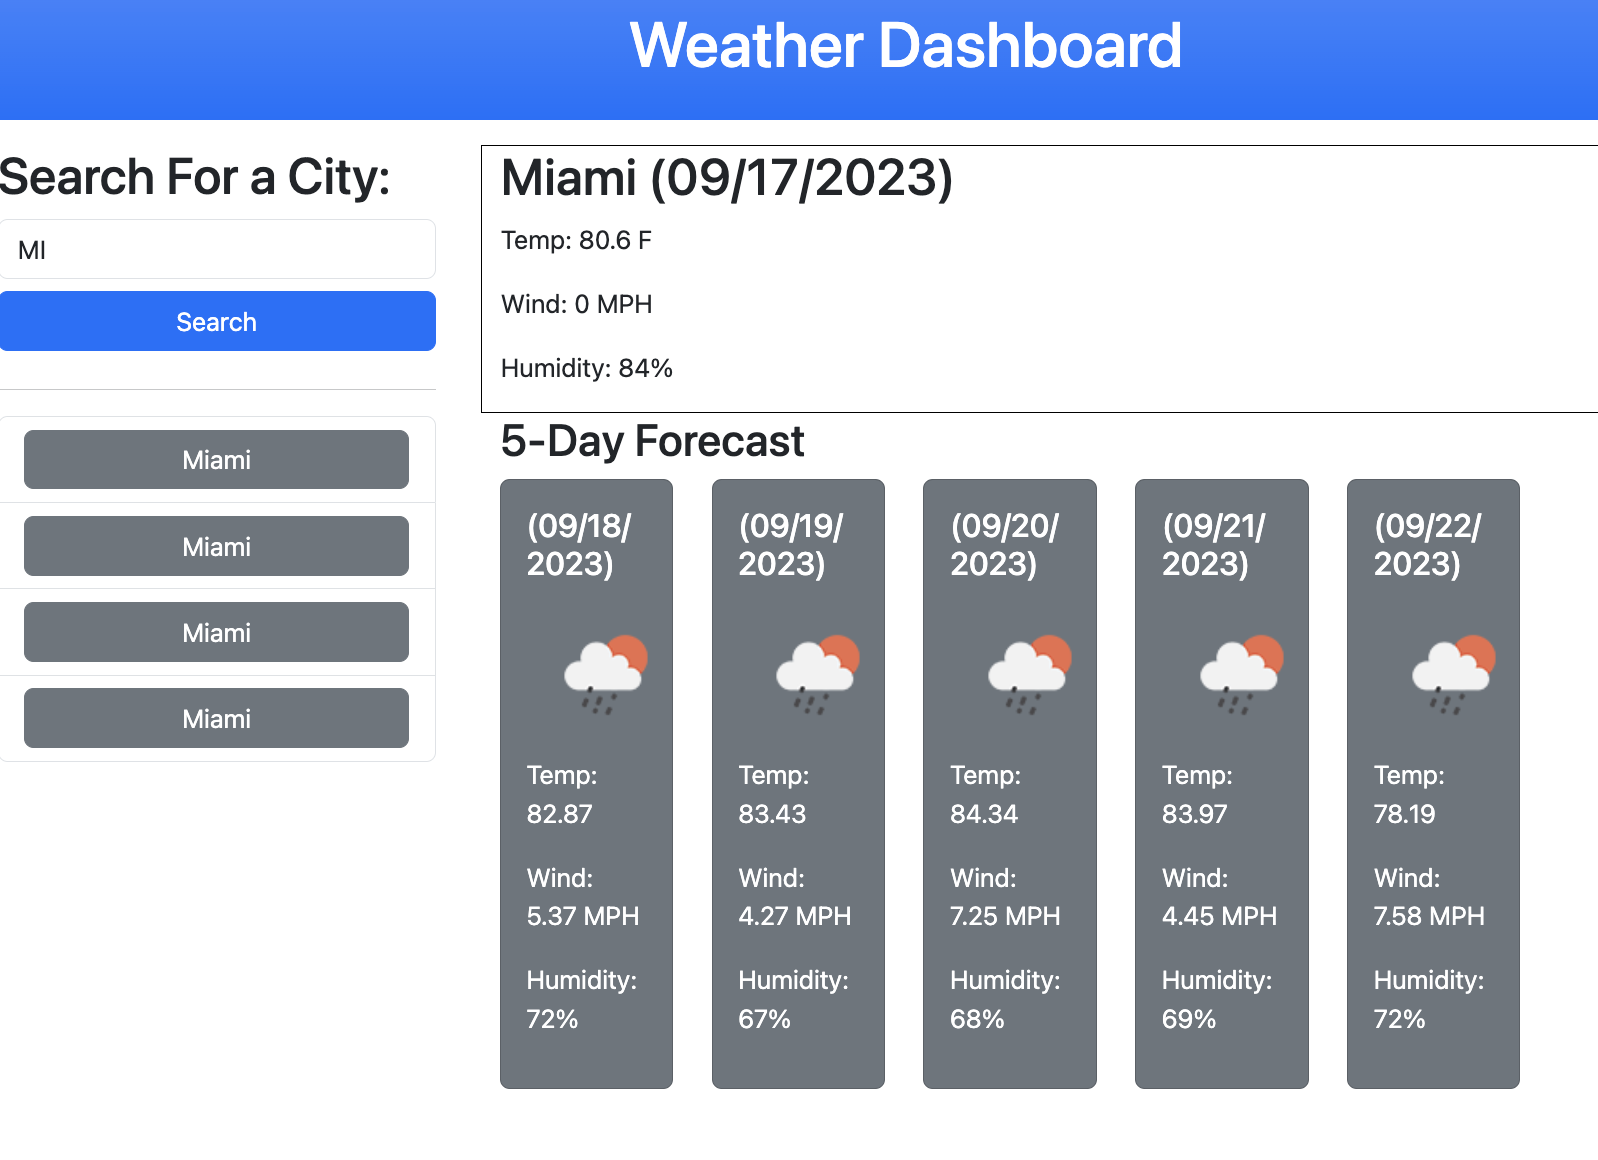 Weather Dashboard
Search For a City:
MI
Search
Miami
Miami
Miami
Miami
Miami (09/17/2023)
Temp: 80.6 F
Wind: 0 MPH
Humidity: 84%
5-Day Forecast
(09/18/
2023)
Temp:
82.87
Wind:
5.37 MPH
Humidity:
72%
(09/19/
2023)
Temp:
83.43
Wind:
4.27 MPH
Humidity:
67%
(09/20/
2023)
Temp:
84.34
Wind:
7.25 MPH
Humidity:
68%
(09/21/
2023)
Temp:
83.97
Wind:
4.45 MPH
Humidity:
69%
(09/22/
2023)
Temp:
78.19
Wind:
7.58 MPH
Humidity:
72%